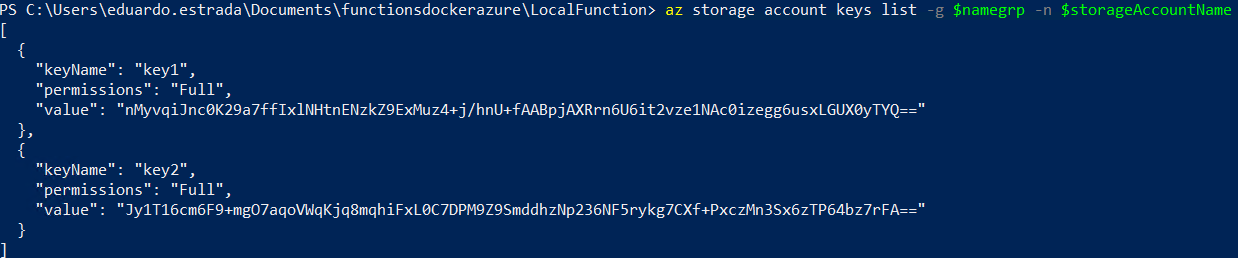 PS C:\Users\eduardo.estrada\Documents\functionsdockerazure\LocalFunction> az storage account keys list -g $namegrp -n $storageAccountName
[
  {
    "keyName": "key1",
    "permissions": "Full",
    "value": "nMyvqiJnc0K29a7ffIxlNHtnENzkZ9ExMuz4+j/hnU+fAABpjAXRrn6U6it2vze1NAc0izegg6usxLGUX0yTYQ=="
  },
  {
    "keyName": "key2",
    "permissions": "Full",
    "value": "Jy1T16cm6F9+mgO7aqoVWqKjq8mqhiFxL0C7DPM9Z9SmddhzNp236NF5rykg7CXf+PxczMn3Sx6zTP64bz7rFA=="
  }
]